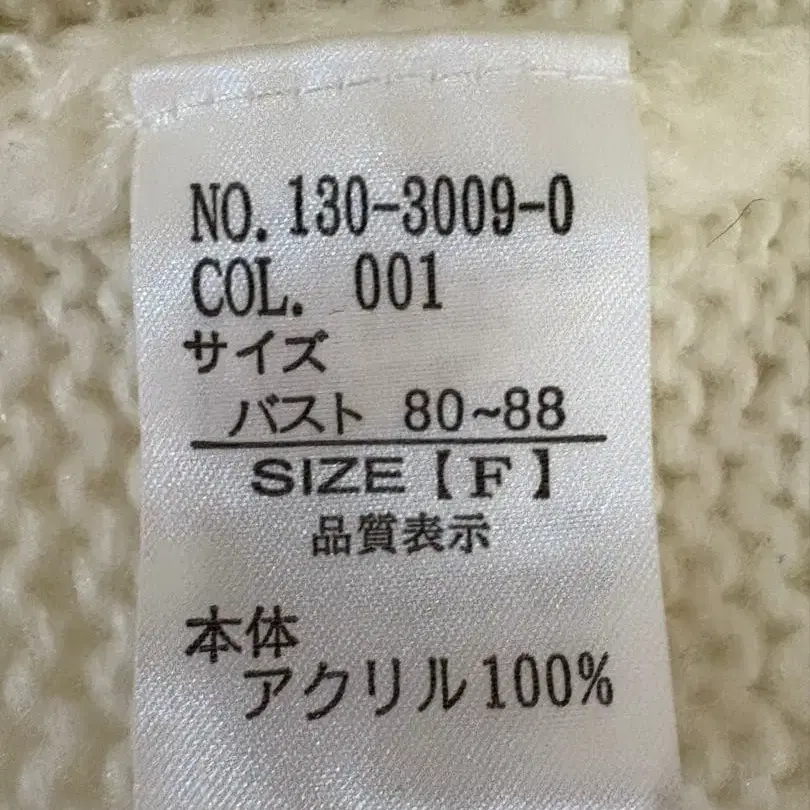 NO. 130-3009-0
COL. 001
サイズ
バスト 80~88
SIZE【F】
品質表示
本体
アクリル100%